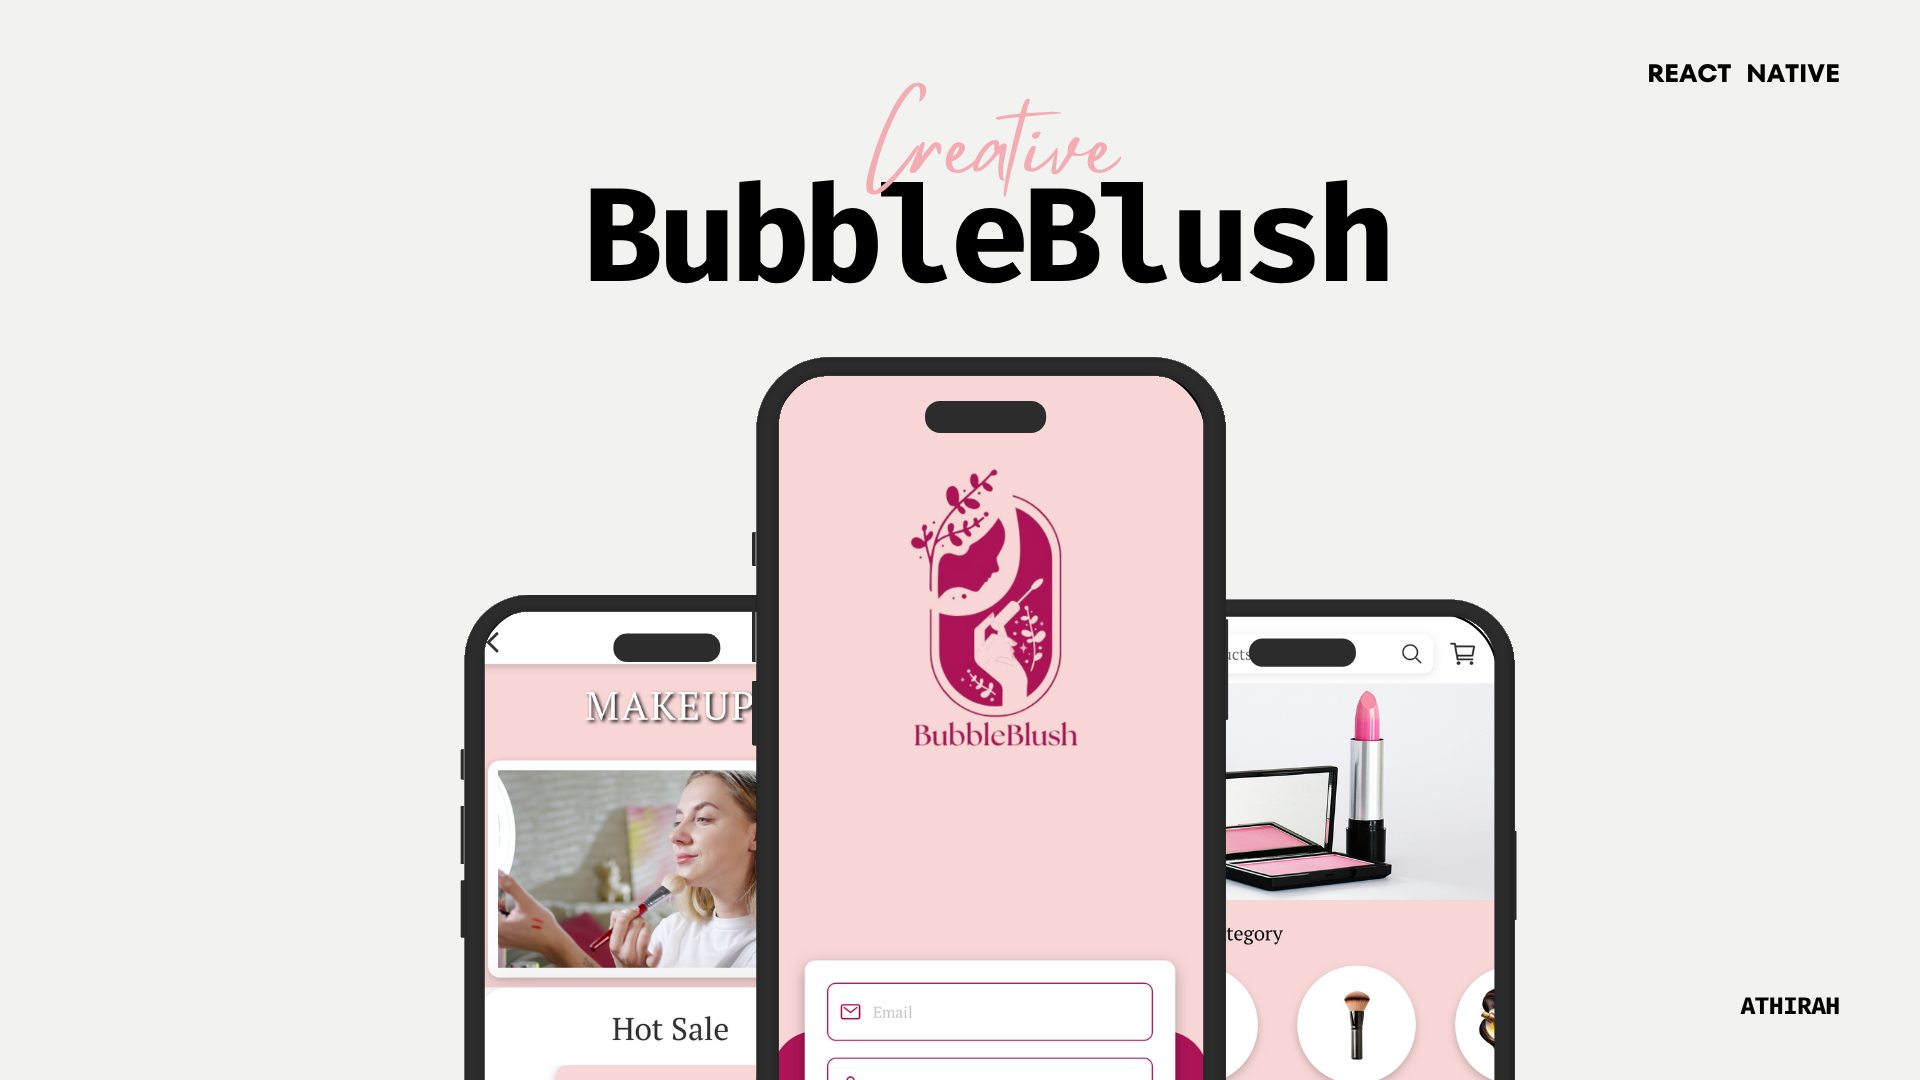 REACT NATIVE
Creative
BubbleBlush
BubbleBlush
MAKEUP
Hot Sale
Email
tegory
ATHIRAH